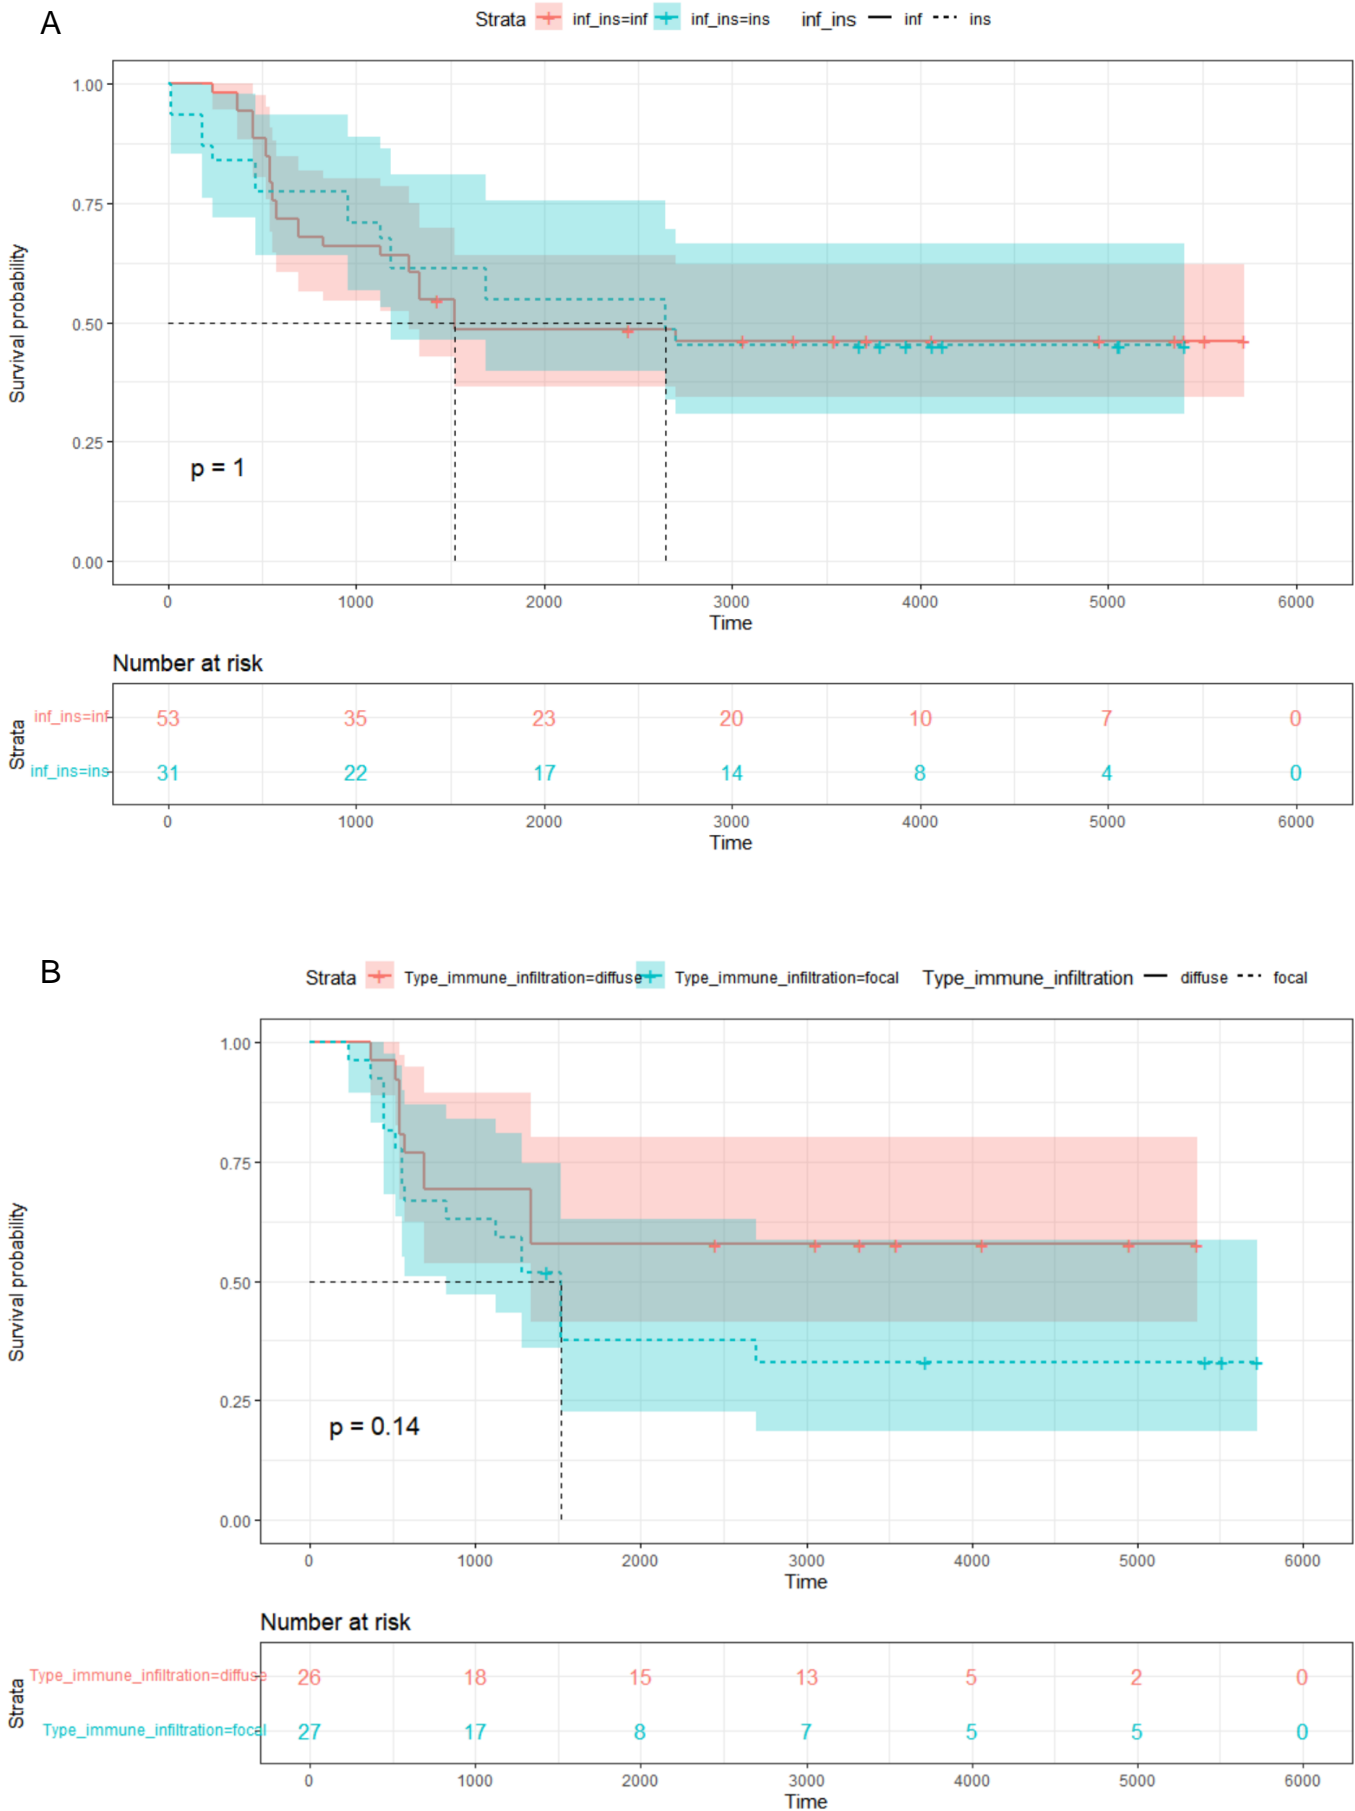 A
Strata inf_ins=inf inf_ins=ins inf_ins inf ins
1.00
0.75
0.50
0.25
0.00
Survival probability
p = 1
0 1000 2000 3000 4000 5000 6000
Time
Number at risk
Strata
inf_ins=inf 53 35 23 20 10 7 0
inf_ins=ins 31 22 17 14 8 4 0
0 1000 2000 3000 4000 5000 6000
Time
B
Strata Type_immune_infiltration=diffuse Type_immune_infiltration=focal Type_immune_infiltration diffuse focal
1.00
0.75
0.50
0.25
0.00
Survival probability
p = 0.14
0 1000 2000 3000 4000 5000 6000
Time
Number at risk
Strata
Type_immune_infiltration=diffuse 26 18 15 13 5 2 0
Type_immune_infiltration=focal 27 17 8 7 5 5 0
0 1000 2000 3000 4000 5000 6000
Time